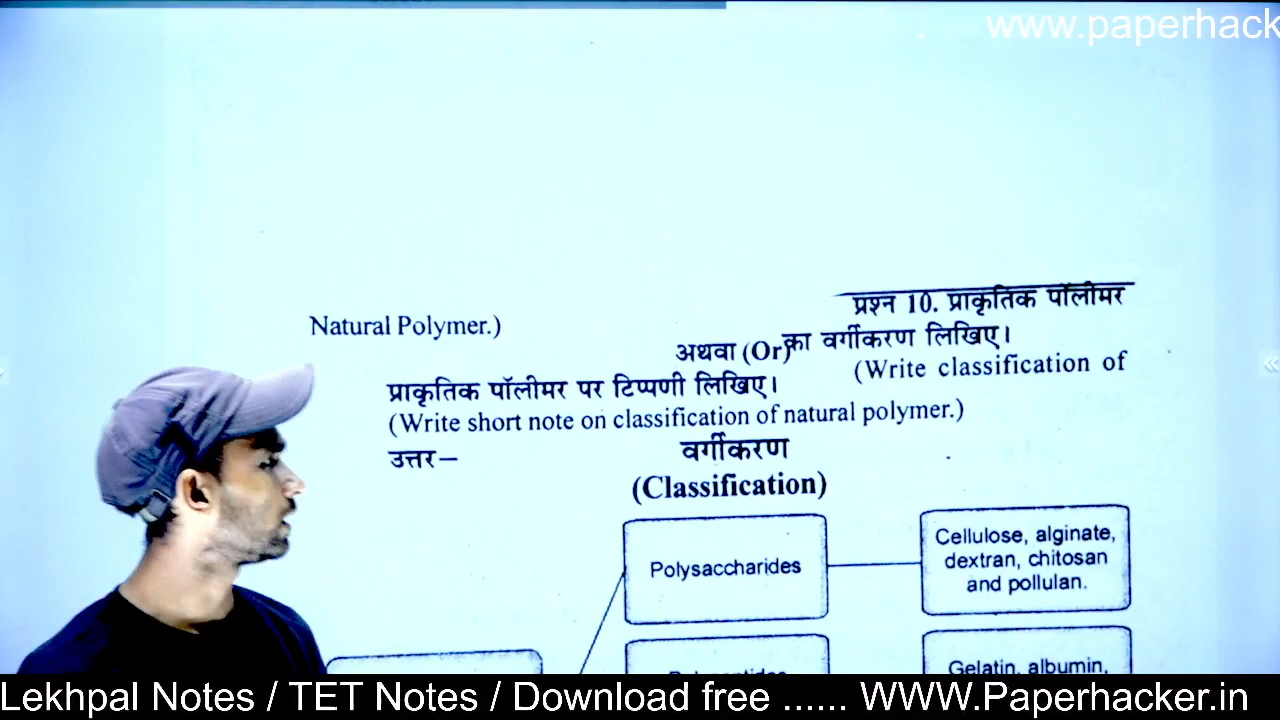 www.paperhack
प्रश्न 10. प्राकृतिक पॉलीमर
का वर्गीकरण लिखिए।
(Write classification of
Natural Polymer.)
अथवा (Or)
प्राकृतिक पॉलीमर पर टिप्पणी लिखिए।
(Write short note on classification of natural polymer.)
उत्तर–
वर्गीकरण
(Classification)
Polysaccharides
Cellulose, alginate,
dextran, chitosan
and pollulan.
Gelatin, albumin,
Lekhpal Notes / TET Notes / Download free ...... WWW.Paperhacker.in